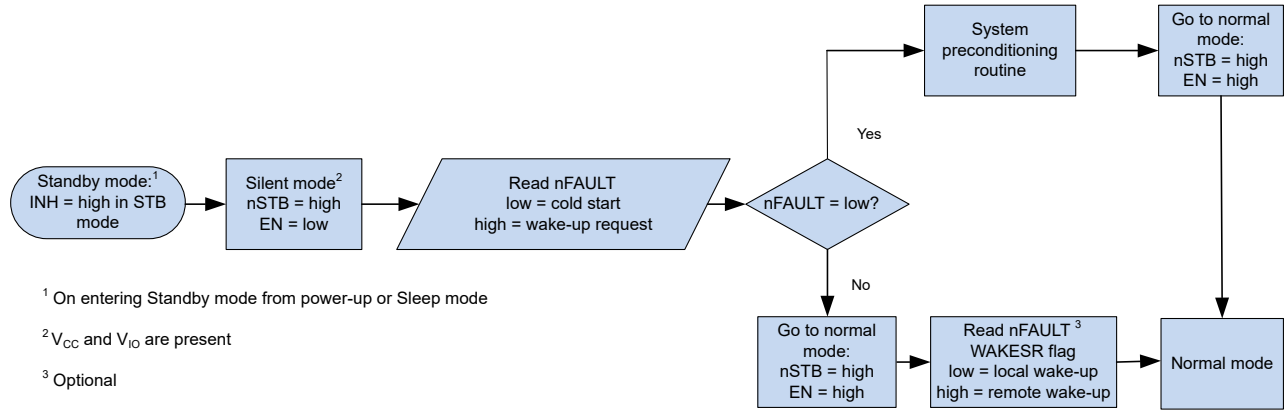 Standby mode:1
INH = high in STB
mode
Silent mode2
nSTB = high
EN = low
Read nFAULT
low = cold start
high = wake-up request
nFAULT = low?
Yes
System
preconditioning
routine
Go to normal
mode:
nSTB = high
EN = high
No
Go to normal
mode:
nSTB = high
EN = high
Read nFAULT 3
WAKESR flag
low = local wake-up
high = remote wake-up
Normal mode
1 On entering Standby mode from power-up or Sleep mode
2 VCC and VIO are present
3 Optional